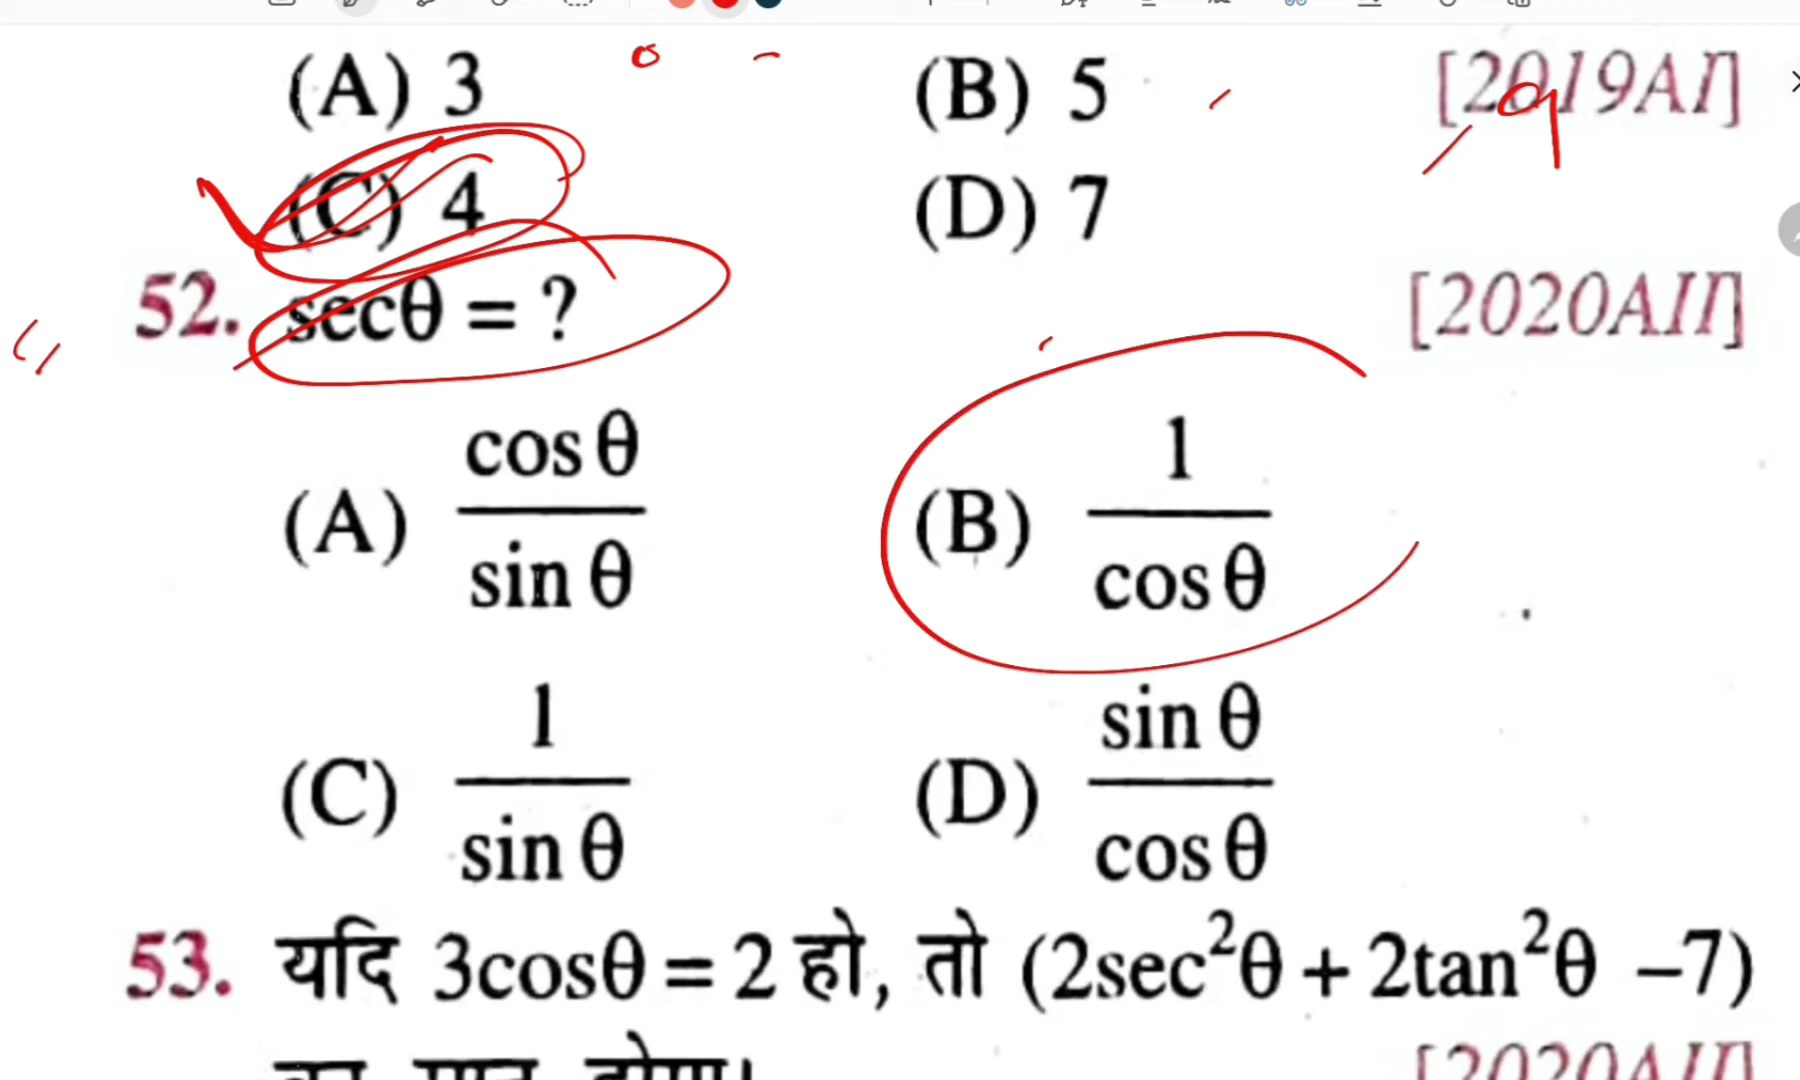 (A) 3 (B) 5 [2019AI]
(C) 4 (D) 7
52. secθ = ? [2020AII]
(A) cosθ/sinθ (B) 1/cosθ
(C) 1/sinθ (D) sinθ/cosθ
53. यदि 3cosθ = 2 हो, तो (2sec²θ + 2tan²θ –7)
का मान होगा। [2020AII]